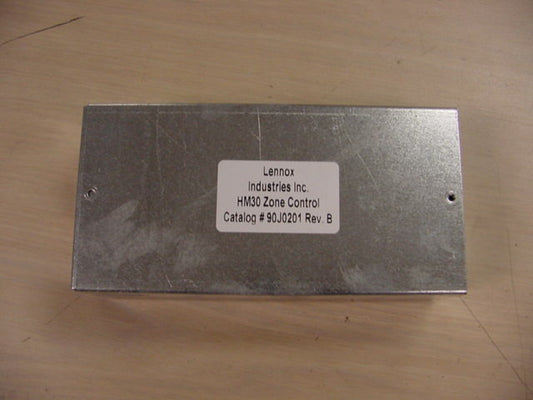 Lennox
Industries Inc.
HM30 Zone Control
Catalog # 90J0201 Rev. B